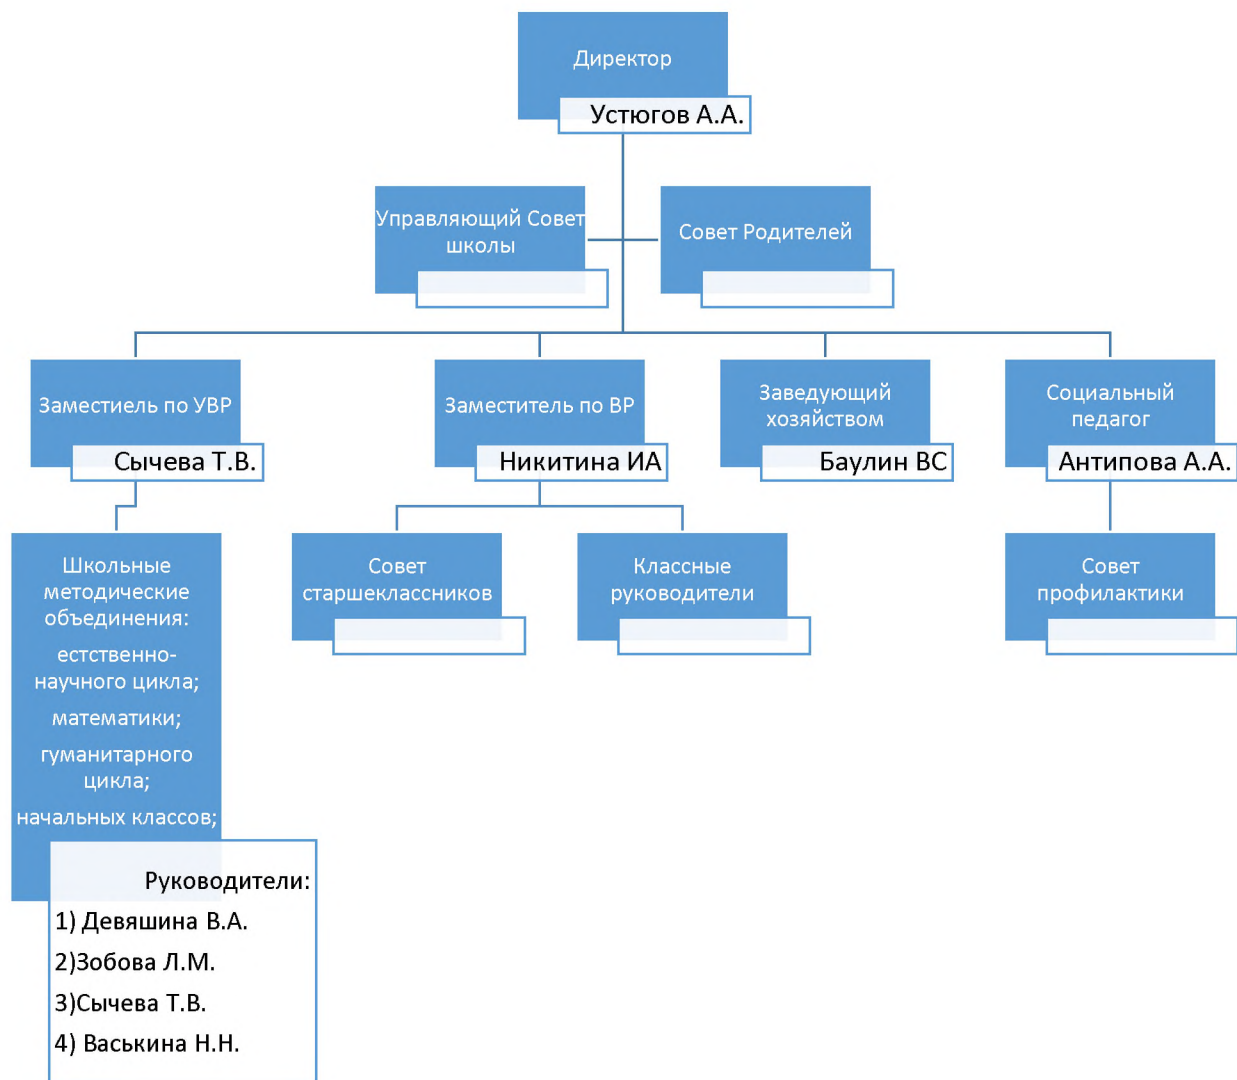 Директор
Устюгов А.А.
Управляющий Совет
школы
Совет Родителей
Заместиель по УВР
Сычева Т.В.
Заместитель по ВР
Никитина ИА
Заведующий
хозяйством
Баулин ВС
Социальный
педагог
Антипова А.А.
Школьные
методические
объединения:
естственно-
научного цикла;
математики;
гуманитарного
цикла;
начальных классов;
Руководители:
1) Девяшина В.А.
2)Зобова Л.М.
3)Сычева Т.В.
4) Васькина Н.Н.
Совет
старшеклассников
Классные
руководители
Совет
профилактики